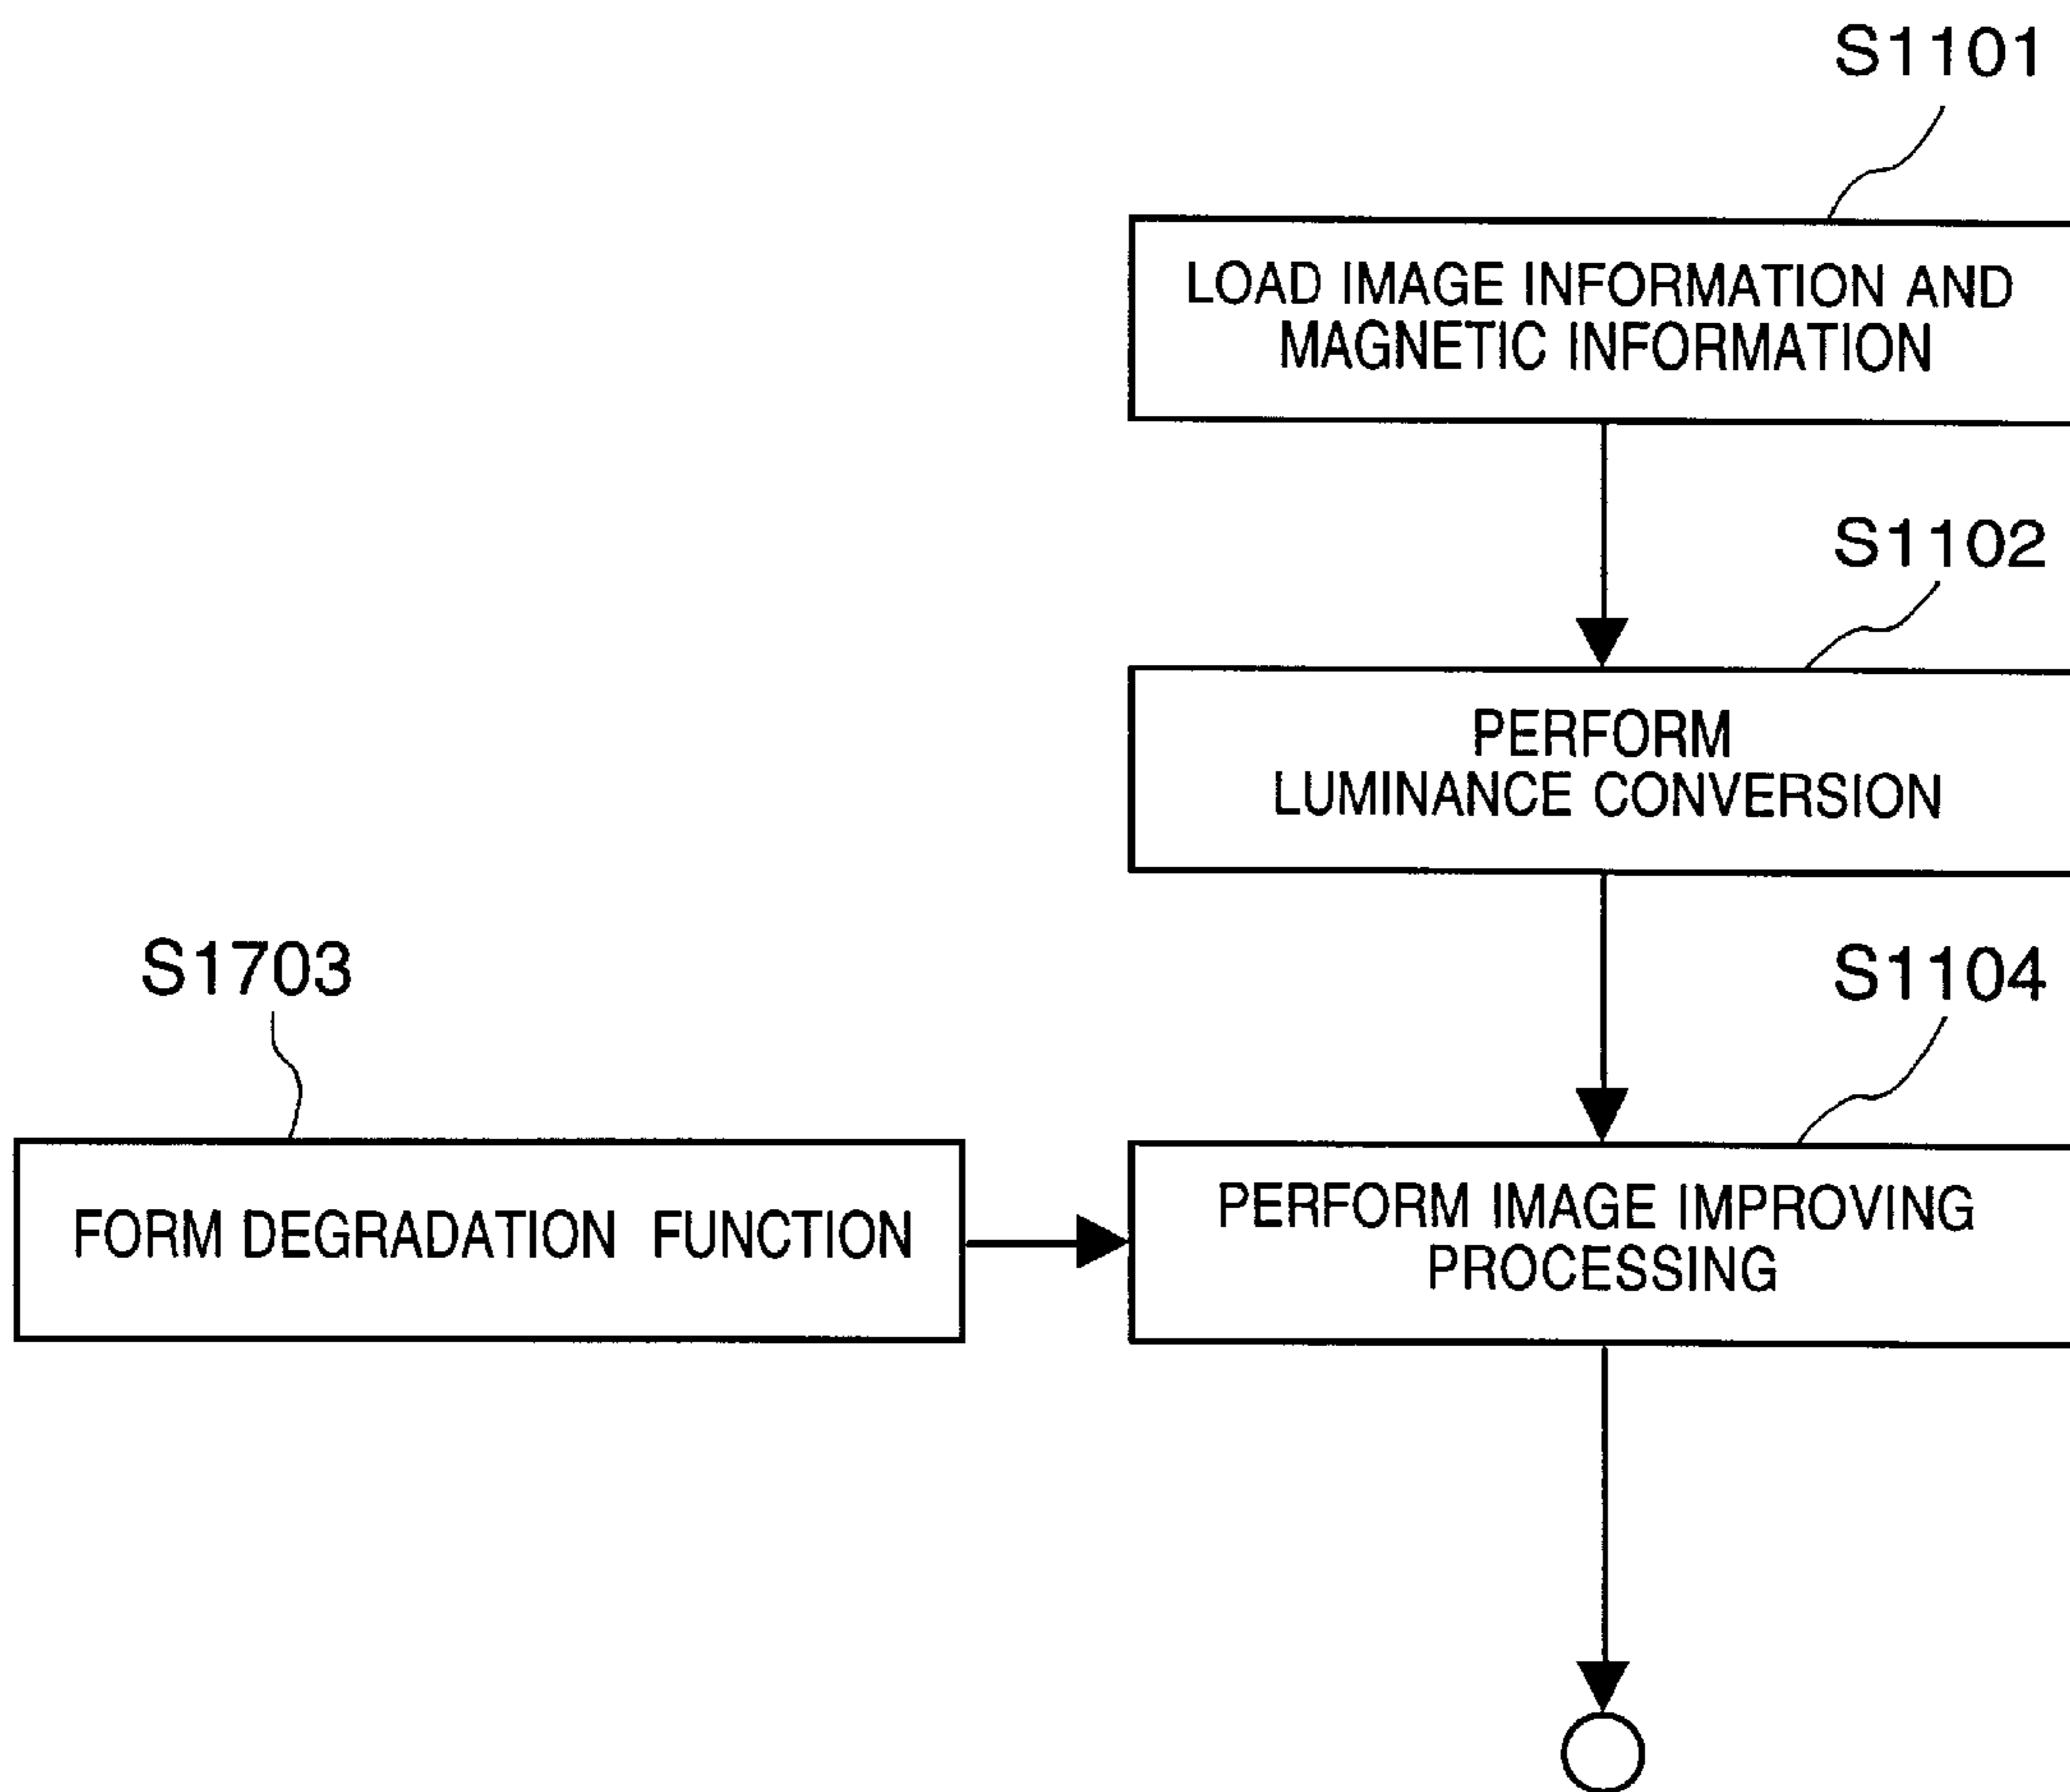 S1101
LOAD IMAGE INFORMATION AND
MAGNETIC INFORMATION
S1102
PERFORM
LUMINANCE CONVERSION
S1703
S1104
FORM DEGRADATION FUNCTION
PERFORM IMAGE IMPROVING
PROCESSING